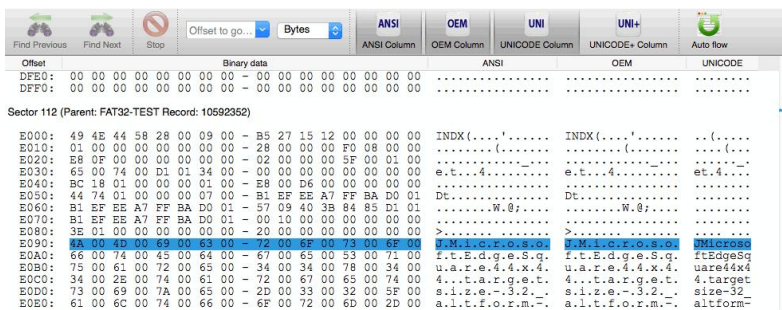 Find Previous Find Next Stop Offset to go... Bytes ANSI ANSI Column OEM OEM Column UNI UNICODE Column UNI+ UNICODE+ Column Auto flow
Offset Binary data ANSI OEM UNICODE
DFE0: 00 00 00 00 00 00 00 00 - 00 00 00 00 00 00 00 00 ................ ................ ........
DFF0: 00 00 00 00 00 00 00 00 - 00 00 00 00 00 00 00 00 ................ ................ ........
Sector 112 (Parent: FAT32-TEST Record: 10592352)
E000: 49 4E 44 58 28 00 09 00 - B5 27 15 12 00 00 00 00 INDX(....'...... INDX(....'...... ..(.....
E010: 01 00 00 00 00 00 00 00 - 28 00 00 00 F0 08 00 00 ........(....... ........(....... ....(...
E020: E8 0F 00 00 00 00 00 00 - 02 00 00 00 00 5F 00 01 00 ............._.. ............._.. ......_.
E030: 65 00 74 00 D1 01 34 00 - 00 00 00 00 00 00 00 00 e.t...4......... e.t...4......... et.4....
E040: BC 18 01 00 00 00 01 00 - E8 00 D6 00 00 00 00 00 ................ ................ ........
E050: 44 74 01 00 00 00 07 00 - B1 EF EE A7 FF BA D0 01 Dt.............. Dt.............. ........
E060: B1 EF EE A7 FF BA D0 01 - 57 09 40 3B 84 85 D1 01 ........W.@;.... ........W.@;.... ........
E070: B1 EF EE A7 FF BA D0 01 - 00 10 00 00 00 00 00 00 ................ ................ ........
E080: 3E 01 00 00 00 00 00 00 - 20 00 00 00 00 00 00 00 >............... >............... ........
E090: 4A 00 4D 00 69 00 63 00 - 72 00 6F 00 73 00 6F 00 J.M.i.c.r.o.s.o. J.M.i.c.r.o.s.o. JMicroso
E0A0: 66 00 74 00 45 00 64 00 - 67 00 65 00 53 00 71 00 f.t.E.d.g.e.S.q. f.t.E.d.g.e.S.q. ftEdgeSq
E0B0: 75 00 61 00 72 00 65 00 - 34 00 34 00 78 00 34 00 u.a.r.e.4.4.x.4. u.a.r.e.4.4.x.4. uare44x4
E0C0: 34 00 2E 00 74 00 61 00 - 72 00 67 00 65 00 74 00 4...t.a.r.g.e.t. 4...t.a.r.g.e.t. 4.target
E0D0: 73 00 69 00 7A 00 65 00 - 2D 00 33 00 32 00 5F 00 s.i.z.e.-.3.2._. s.i.z.e.-.3.2._. size-32_
E0E0: 61 00 6C 00 74 00 66 00 - 6F 00 72 00 6D 00 2D 00 a.l.t.f.o.r.m.-. a.l.t.f.o.r.m.-. altform-